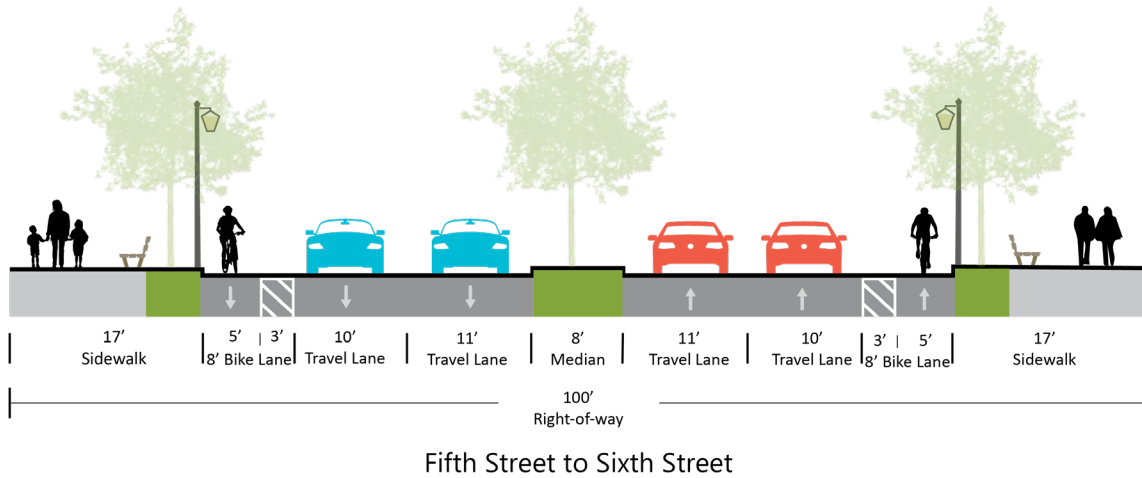 17’ 5’ | 3’ 10’ 11’ 8’ 11’ 10’ 3’ | 5’ 17’
Sidewalk 8’ Bike Lane Travel Lane Travel Lane Median Travel Lane Travel Lane 8’ Bike Lane Sidewalk
100’
Right-of-way
Fifth Street to Sixth Street